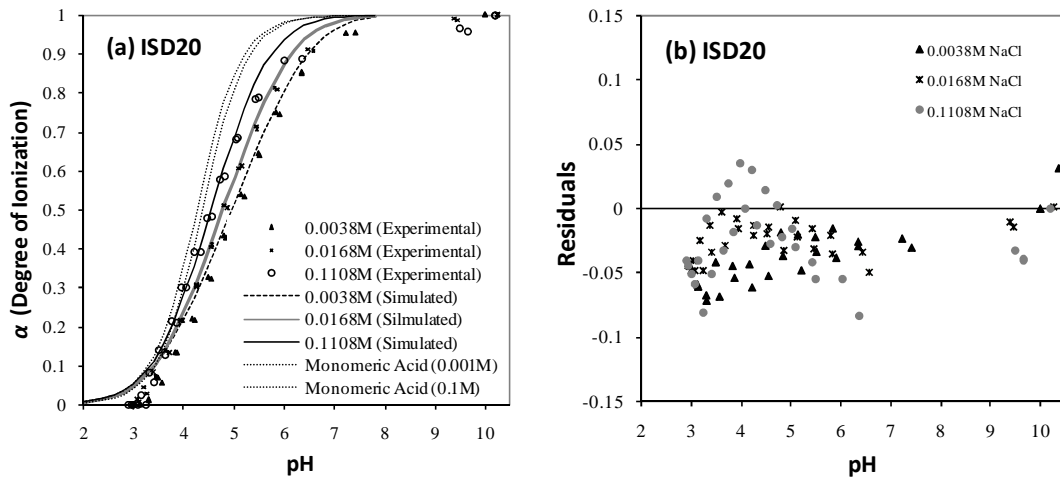 (a) ISD20
α (Degree of Ionization)
1
0.9
0.8
0.7
0.6
0.5
0.4
0.3
0.2
0.1
0
0.0038M (Experimental)
0.0168M (Experimental)
0.1108M (Experimental)
0.0038M (Simulated)
0.0168M (Silmulated)
0.1108M (Simulated)
Monomeric Acid (0.001M)
Monomeric Acid (0.1M)
2 3 4 5 6 7 8 9 10
pH
(b) ISD20
Residuals
0.15
0.1
0.05
0
-0.05
-0.1
-0.15
0.0038M NaCl
0.0168M NaCl
0.1108M NaCl
2 3 4 5 6 7 8 9 10
pH